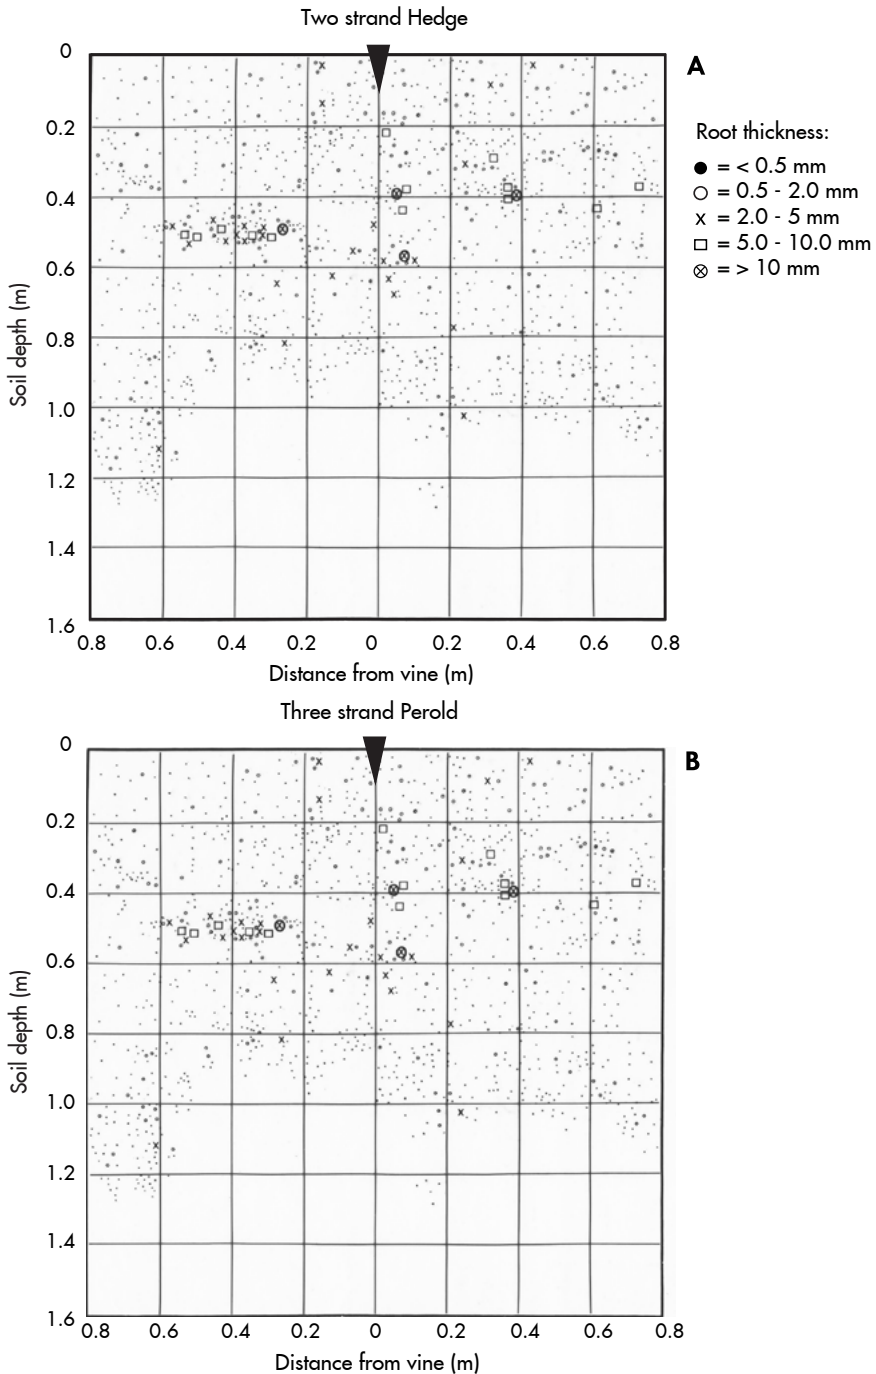 Two strand Hedge
A
0
0.2
0.4
0.6
0.8
1.0
1.2
1.4
1.6
Soil depth (m)
0.8 0.6 0.4 0.2 0 0.2 0.4 0.6 0.8
Distance from vine (m)
Root thickness:
● = < 0.5 mm
○ = 0.5 - 2.0 mm
x = 2.0 - 5 mm
□ = 5.0 - 10.0 mm
⊗ = > 10 mm
Three strand Perold
B
0
0.2
0.4
0.6
0.8
1.0
1.2
1.4
1.6
Soil depth (m)
0.8 0.6 0.4 0.2 0 0.2 0.4 0.6 0.8
Distance from vine (m)